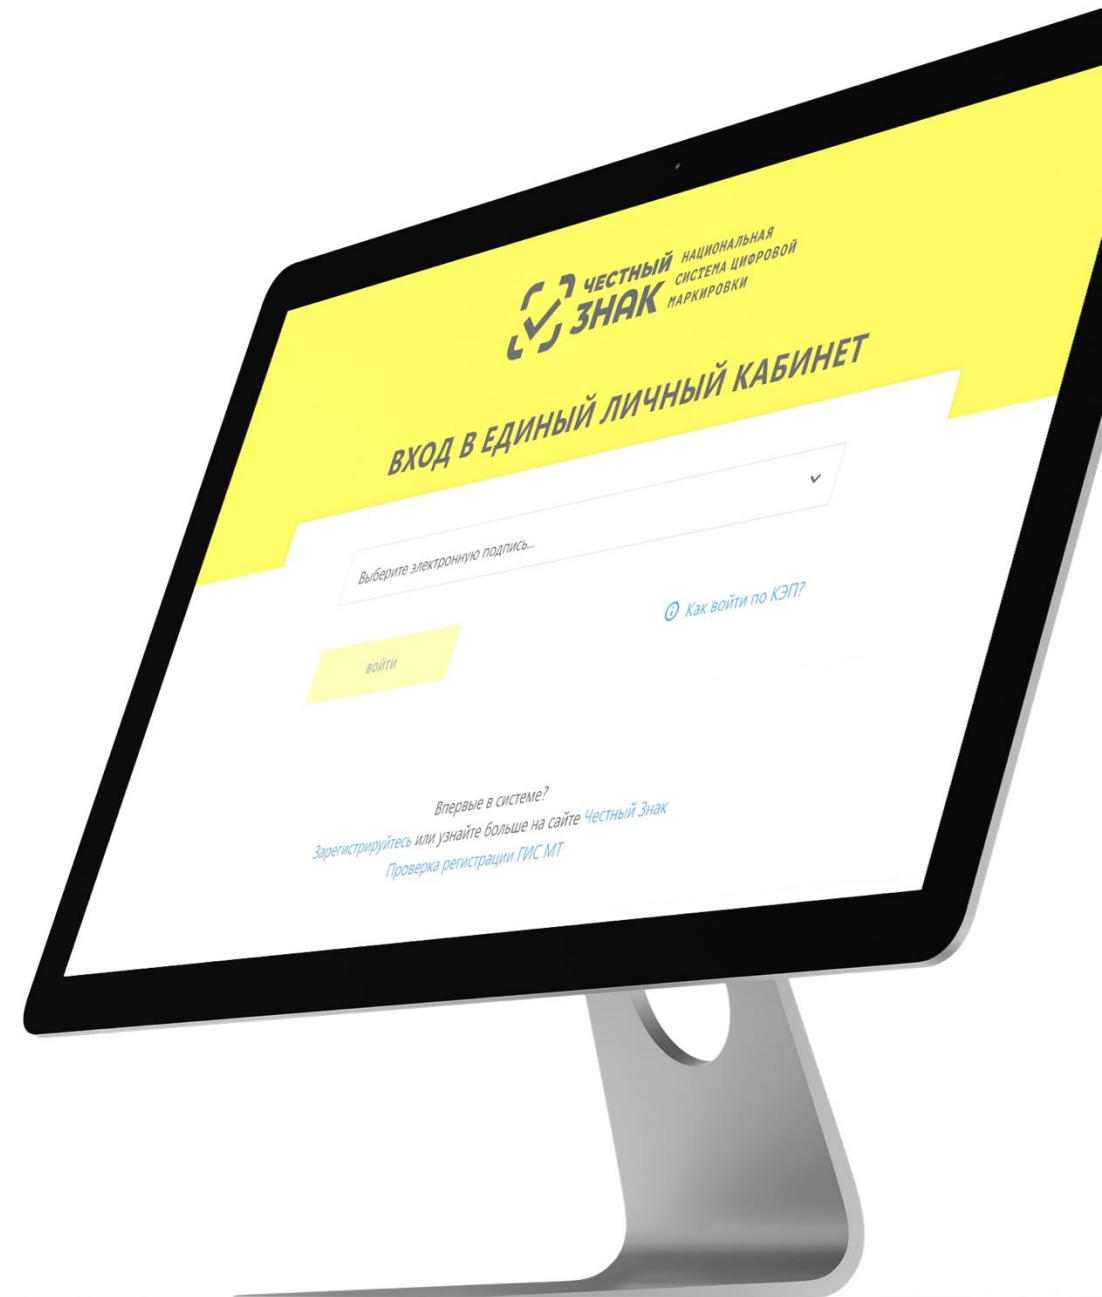 ЧЕСТНЫЙ
ЗНАК
НАЦИОНАЛЬНАЯ
СИСТЕМА ЦИФРОВОЙ
МАРКИРОВКИ
ВХОД В ЕДИНЫЙ ЛИЧНЫЙ КАБИНЕТ
Выберите электронную подпись...
Как войти по КЭП?
войти
Впервые в системе?
Зарегистрируйтесь или узнайте больше на сайте Честный Знак
Проверка регистрации ГИС МТ